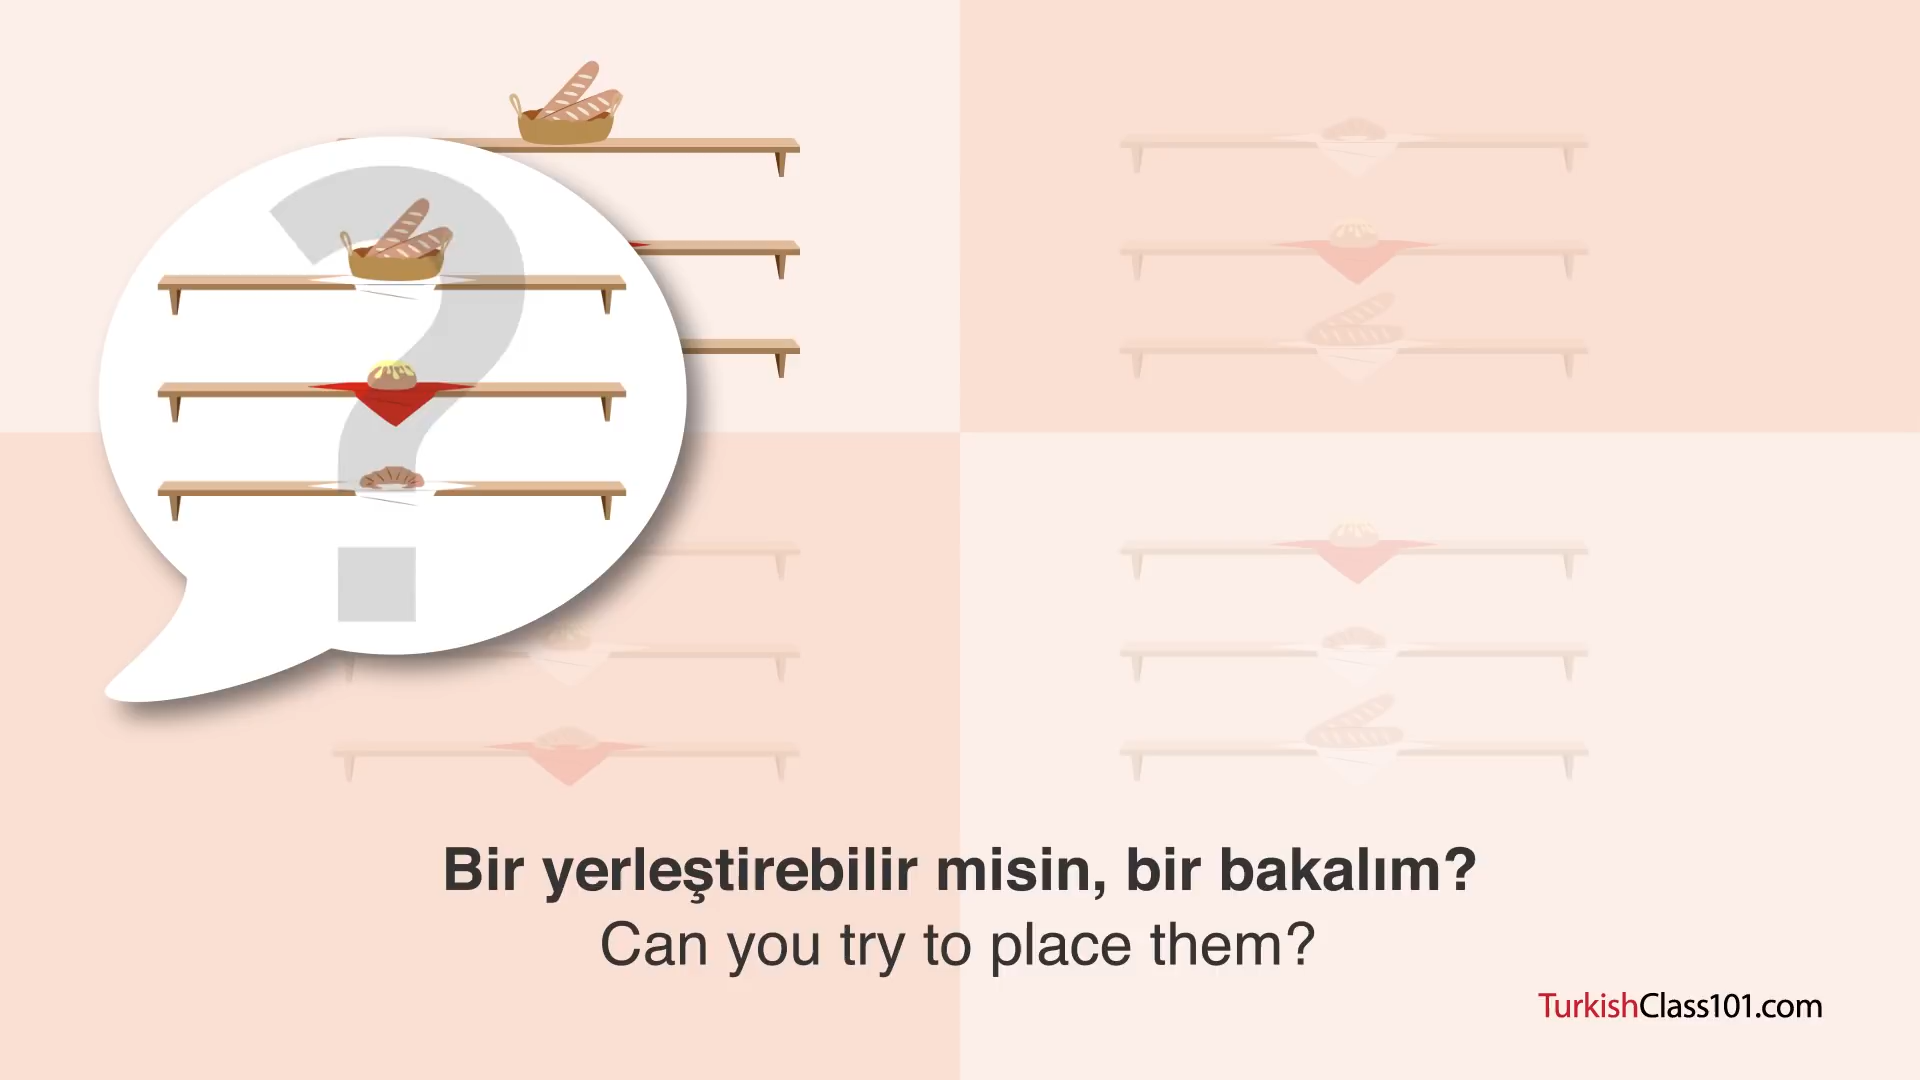 Bir yerleştirebilir misin, bir bakalım?
Can you try to place them?
TurkishClass101.com